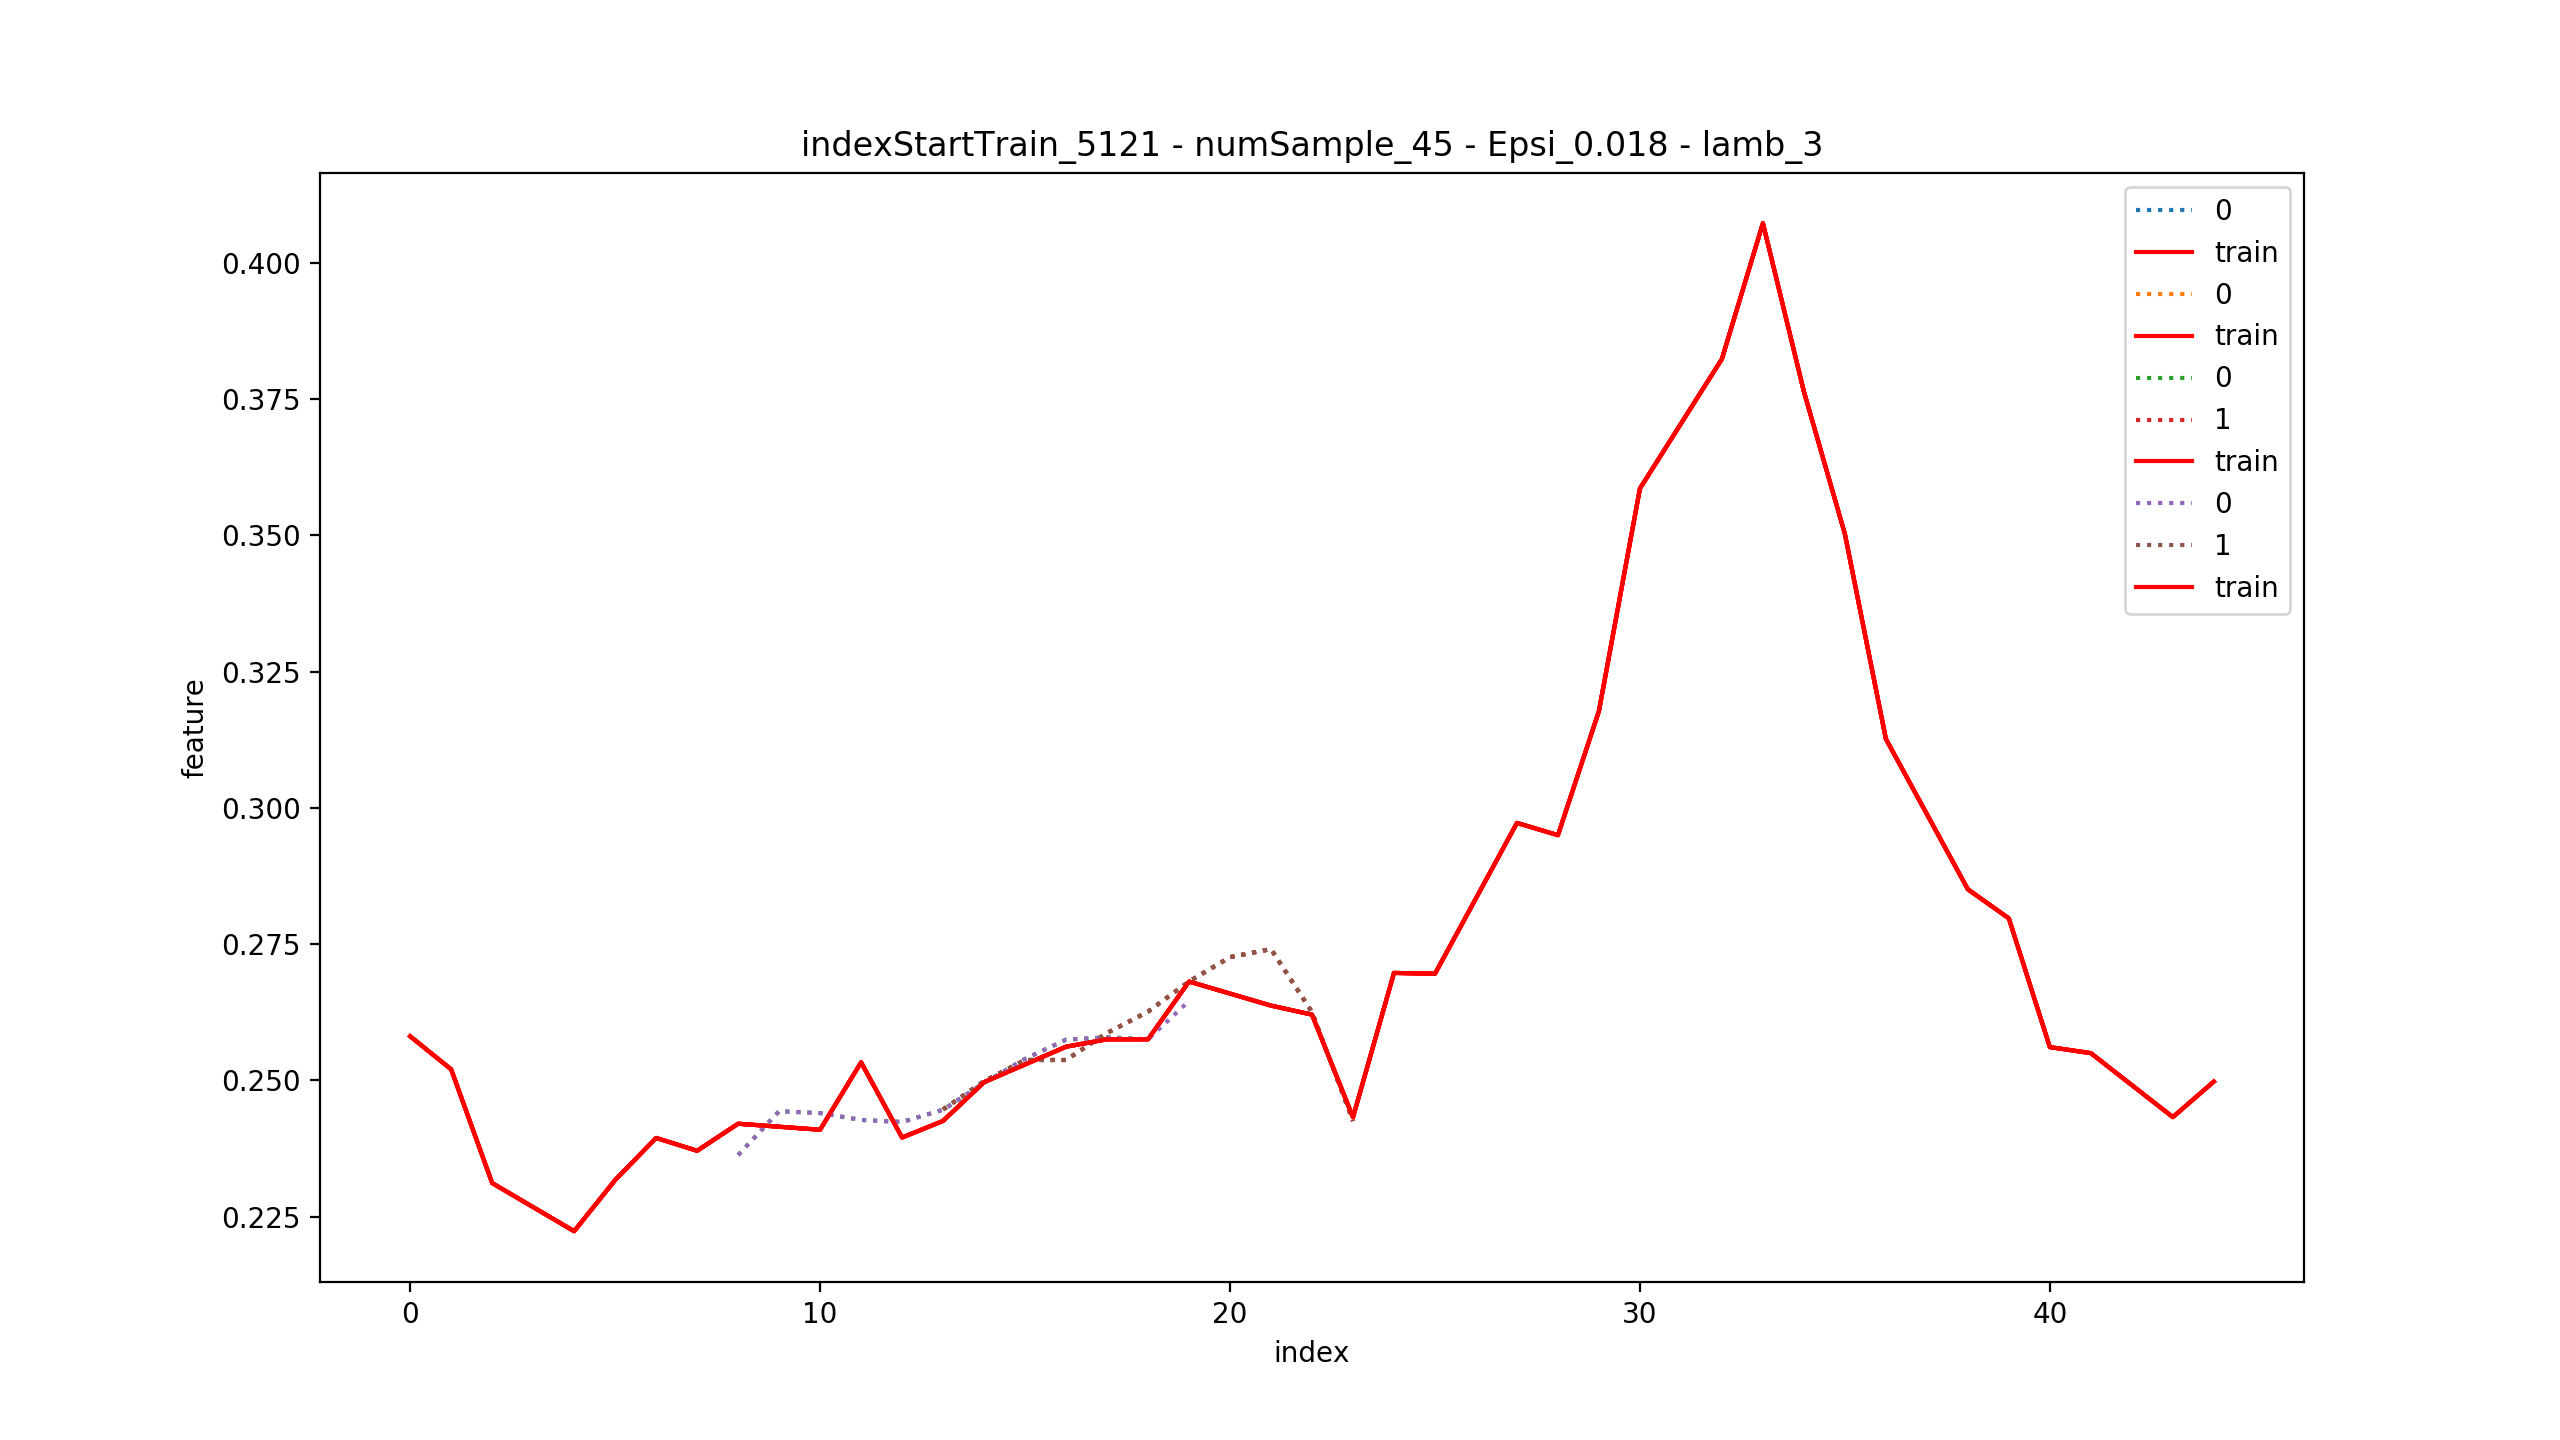 indexStartTrain_5121 - numSample_45 - Epsi_0.018 - lamb_3
0
train
0
train
0
1
train
0
1
train
0.400
0.375
0.350
0.325
0.300
0.275
0.250
0.225
feature
0 10 20 30 40
index